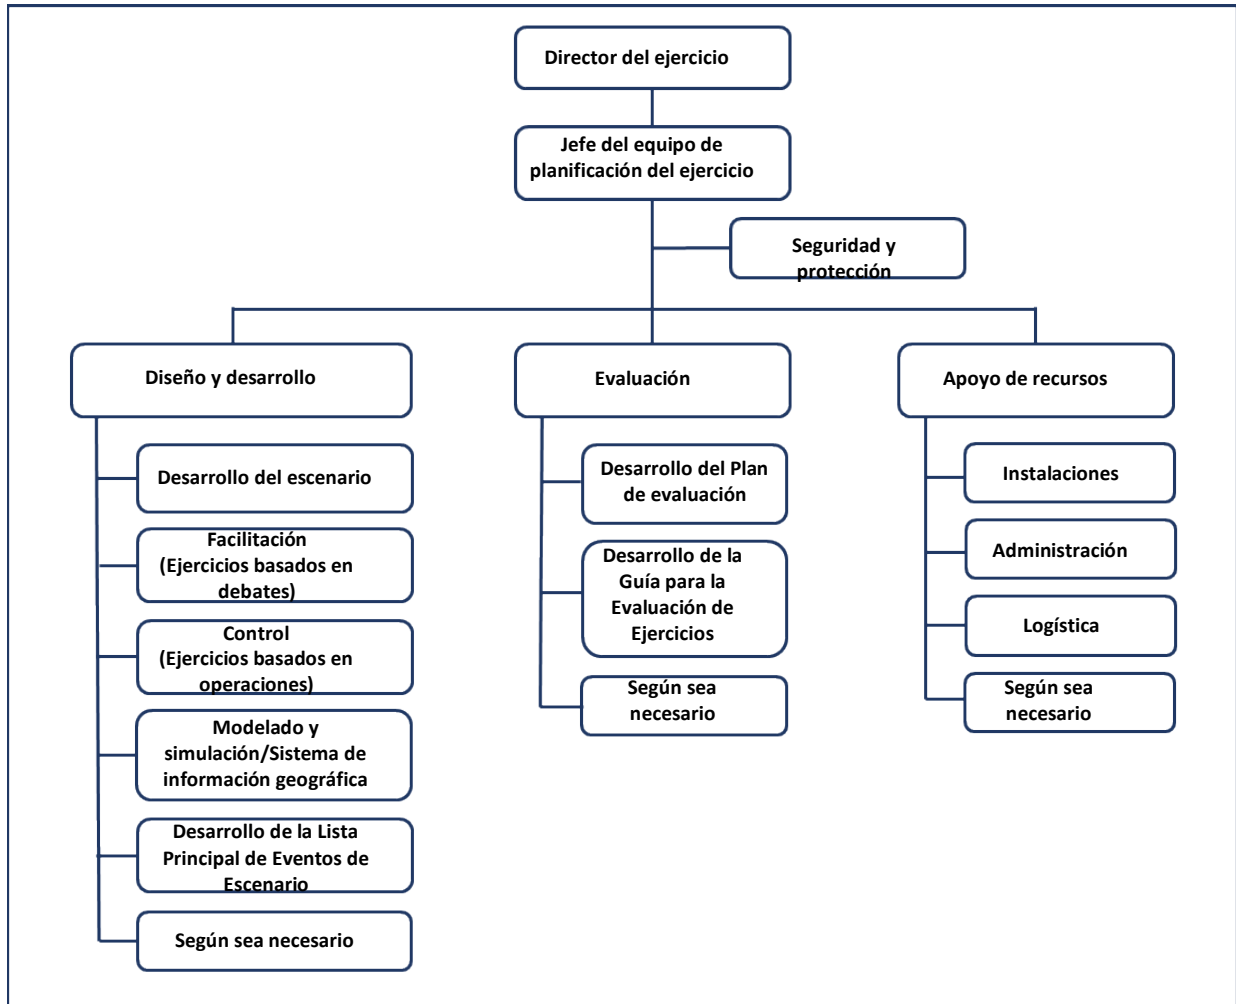 Director del ejercicio
Jefe del equipo de
planificación del ejercicio
Seguridad y
protección
Diseño y desarrollo
Desarrollo del escenario
Facilitación
(Ejercicios basados en
debates)
Control
(Ejercicios basados en
operaciones)
Modelado y
simulación/Sistema de
información geográfica
Desarrollo de la Lista
Principal de Eventos de
Escenario
Según sea necesario
Evaluación
Desarrollo del Plan
de evaluación
Desarrollo de la
Guía para la
Evaluación de
Ejercicios
Según sea
necesario
Apoyo de recursos
Instalaciones
Administración
Logística
Según sea
necesario